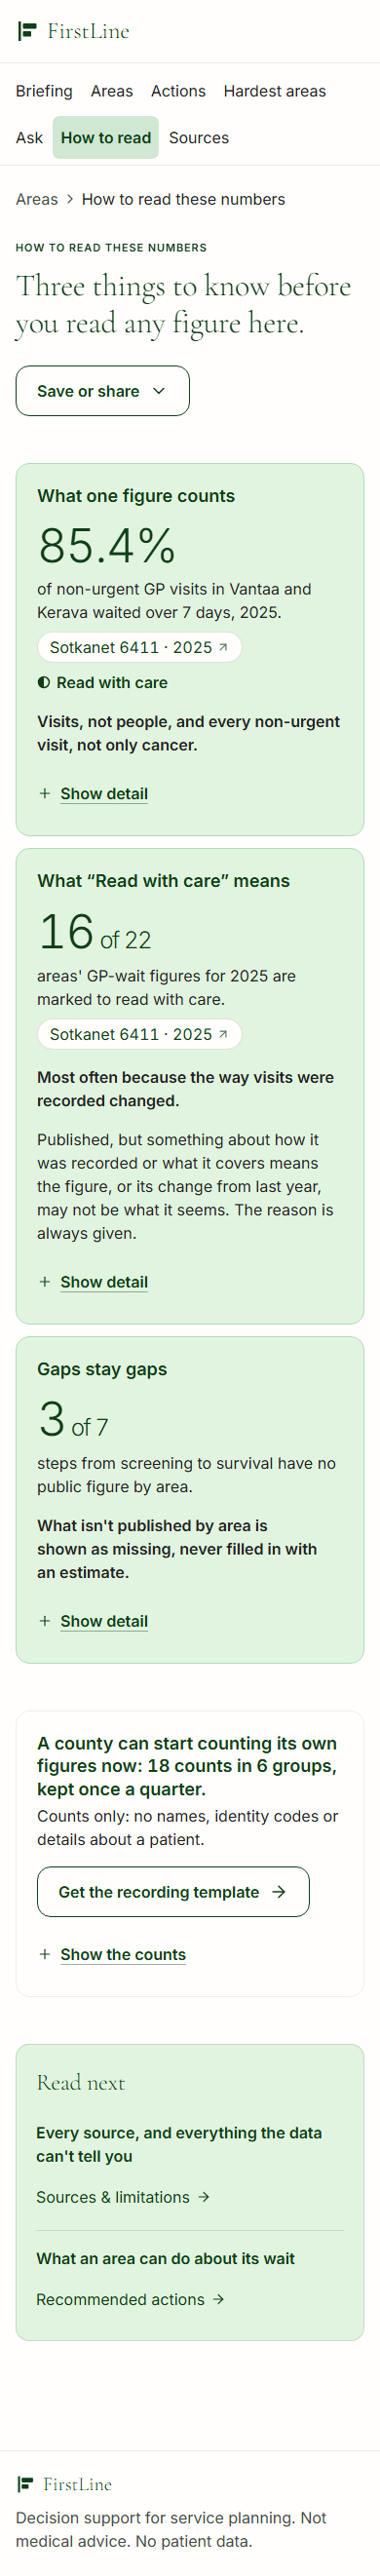 FirstLine
Briefing Areas Actions Hardest areas
Ask How to read Sources
Areas > How to read these numbers
HOW TO READ THESE NUMBERS
Three things to know before
you read any figure here.
Save or share
What one figure counts
85.4%
of non-urgent GP visits in Vantaa and
Kerava waited over 7 days, 2025.
Sotkanet 6411 · 2025 ↗
Read with care
Visits, not people, and every non-urgent
visit, not only cancer.
+ Show detail
What “Read with care” means
16 of 22
areas' GP-wait figures for 2025 are
marked to read with care.
Sotkanet 6411 · 2025 ↗
Most often because the way visits were
recorded changed.
Published, but something about how it
was recorded or what it covers means
the figure, or its change from last year,
may not be what it seems. The reason is
always given.
+ Show detail
Gaps stay gaps
3 of 7
steps from screening to survival have no
public figure by area.
What isn't published by area is
shown as missing, never filled in with
an estimate.
+ Show detail
A county can start counting its own
figures now: 18 counts in 6 groups,
kept once a quarter.
Counts only: no names, identity codes or
details about a patient.
Get the recording template →
+ Show the counts
Read next
Every source, and everything the data
can't tell you
Sources & limitations →
What an area can do about its wait
Recommended actions →
FirstLine
Decision support for service planning. Not
medical advice. No patient data.